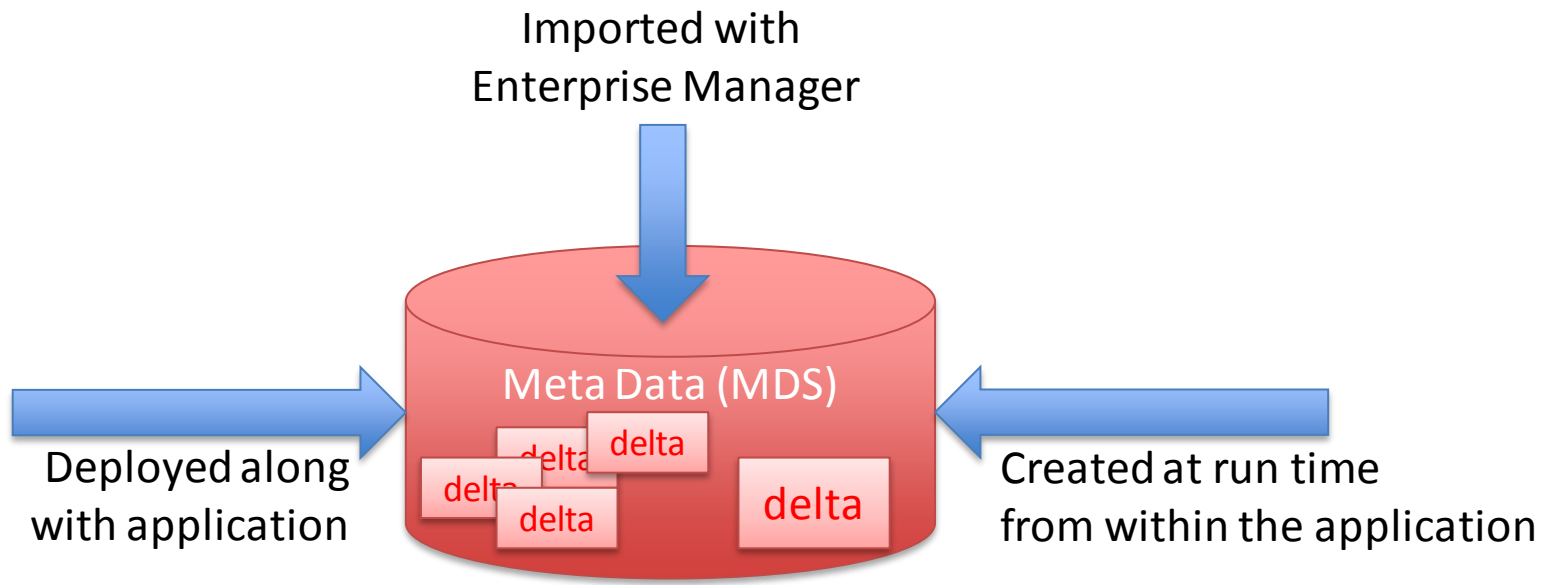 Imported with
Enterprise Manager
Meta Data (MDS)
delta
delta
delta
delta
delta
Deployed along
with application
Created at run time
from within the application